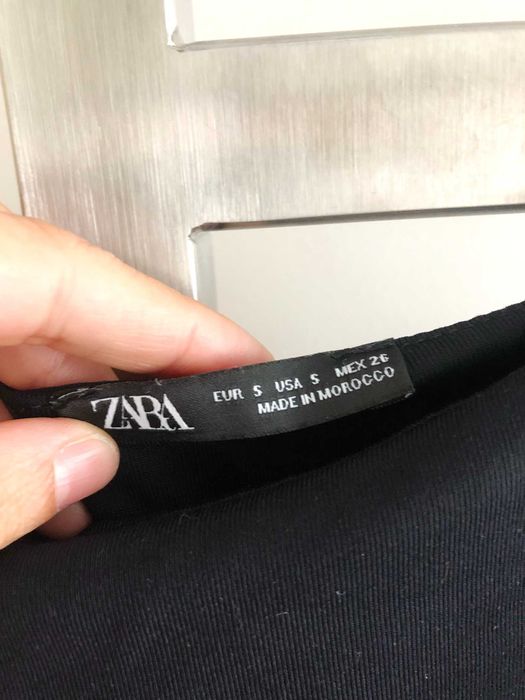 ZARA
EUR S USA S MEX 26
MADE IN MOROCCO